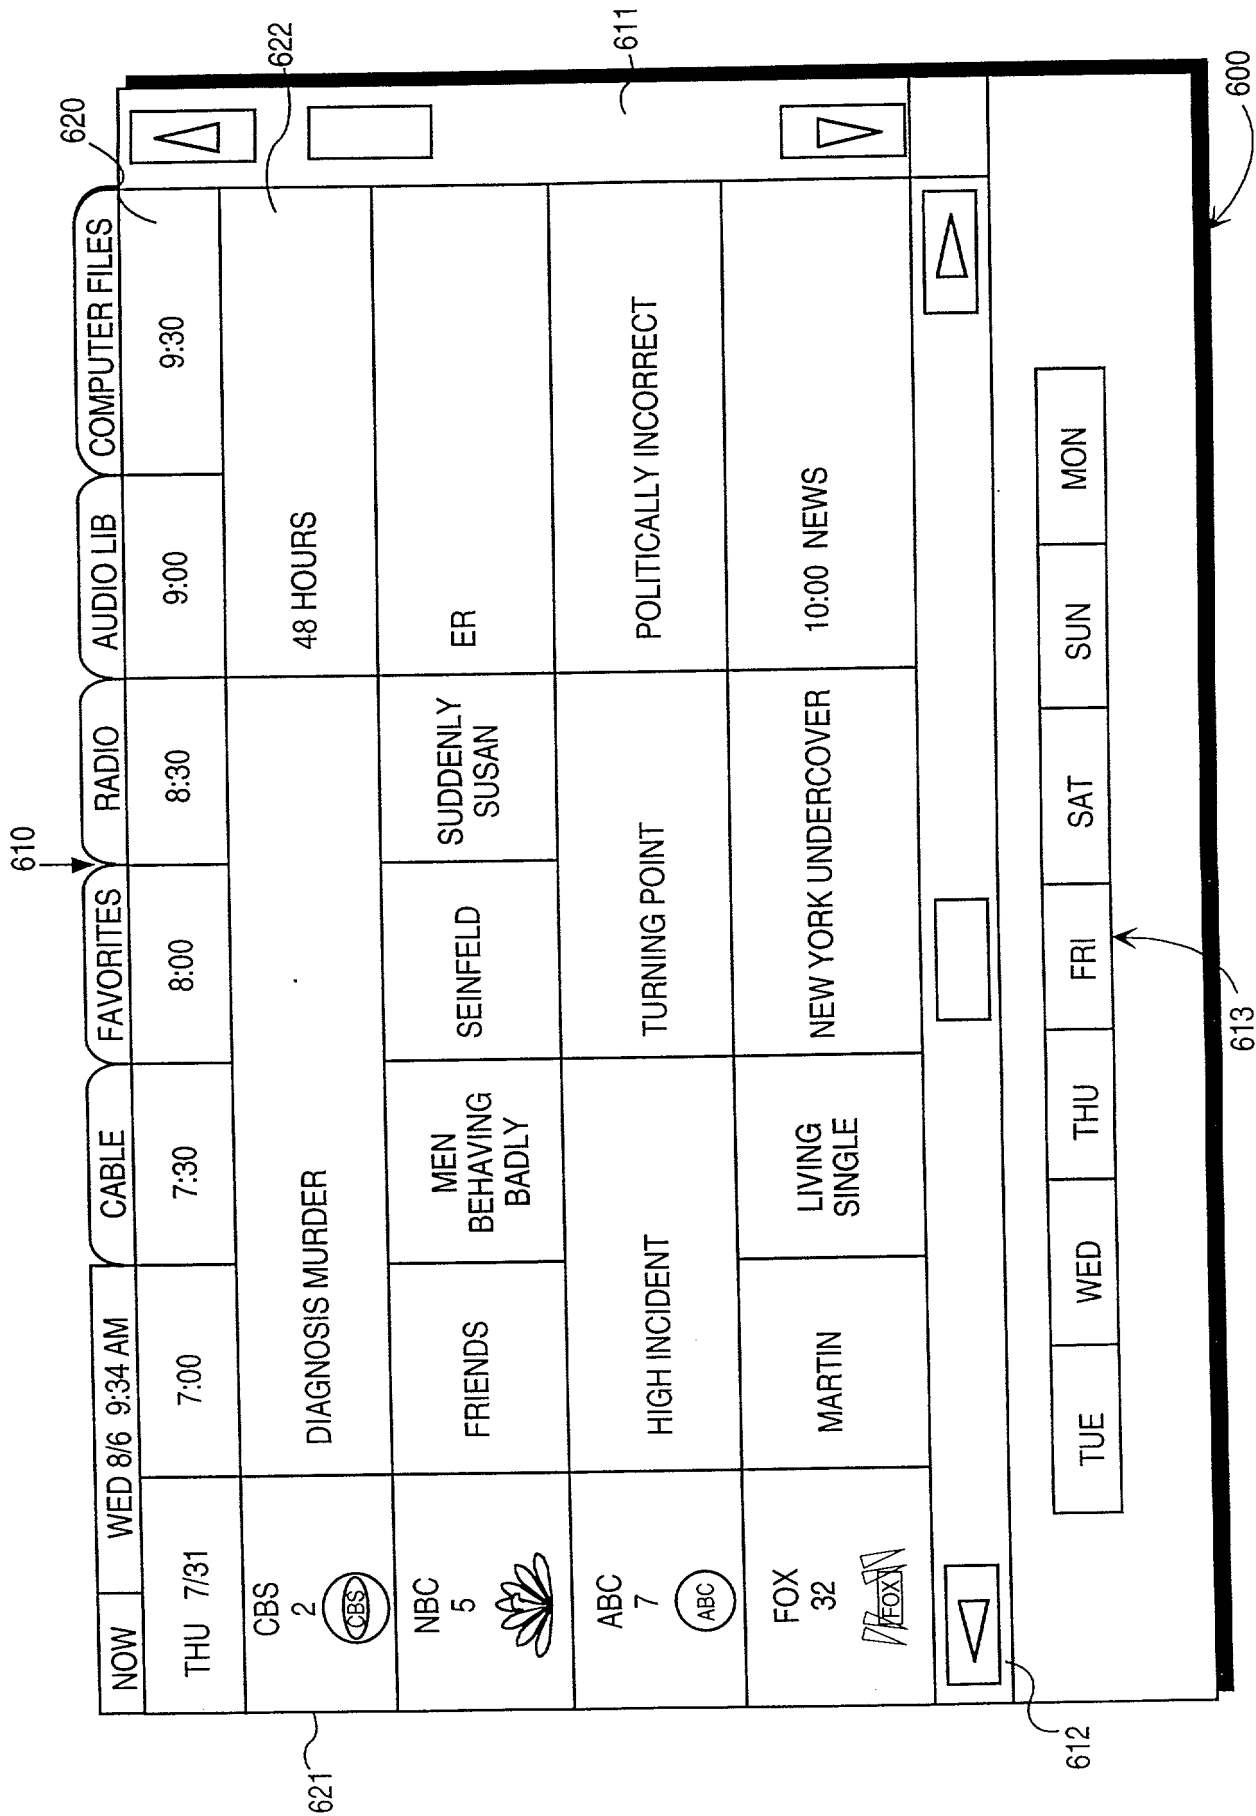 610
620
NOW
WED 8/6 9:34 AM
CABLE
FAVORITES
RADIO
AUDIO LIB
COMPUTER FILES
THU 7/31
7:00
7:30
8:00
8:30
9:00
9:30
622
621
CBS
2
CBS
DIAGNOSIS MURDER
48 HOURS
NBC
5
FRIENDS
MEN
BEHAVING
BADLY
SEINFELD
SUDDENLY
SUSAN
ER
611
ABC
7
ABC
HIGH INCIDENT
TURNING POINT
POLITICALLY INCORRECT
FOX
32
FOX
MARTIN
LIVING
SINGLE
NEW YORK UNDERCOVER
10:00 NEWS
612
TUE
WED
THU
FRI
SAT
SUN
MON
613
600